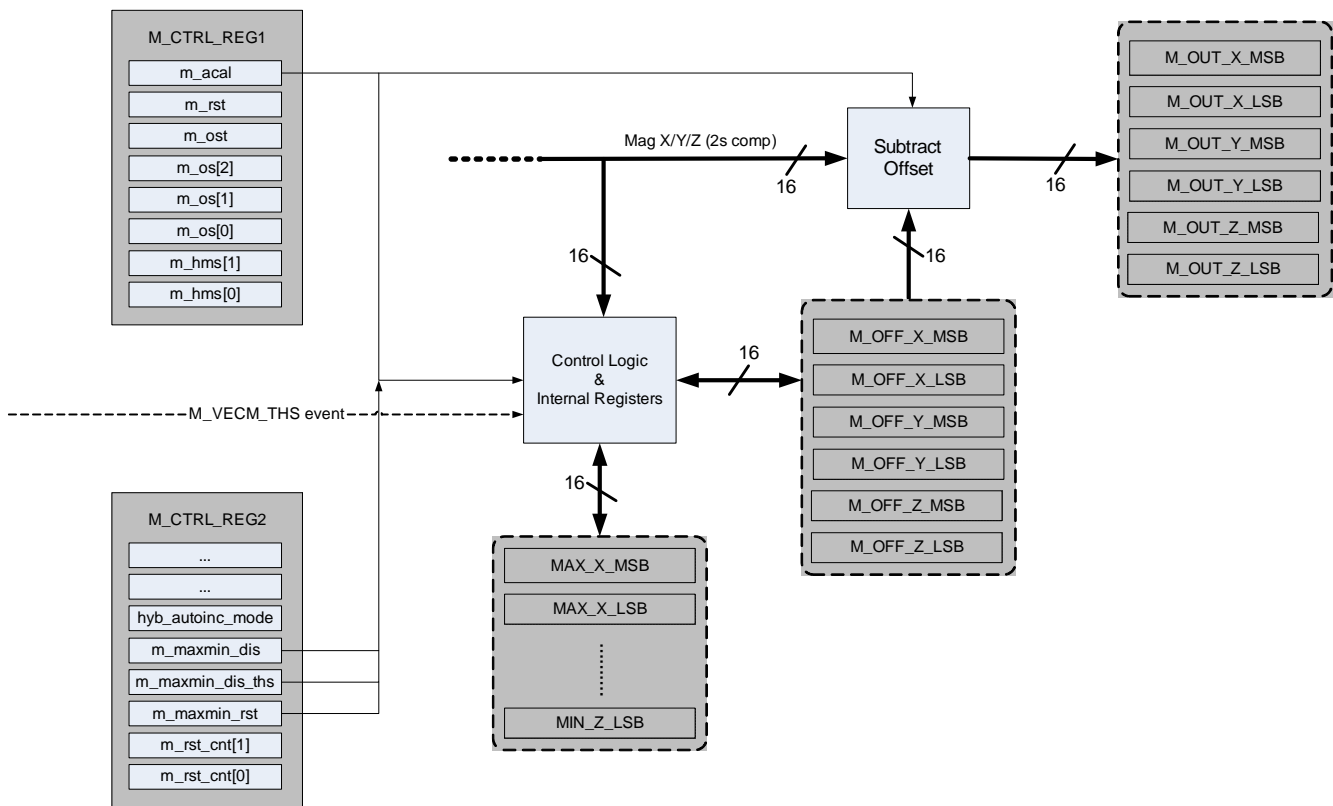 M_CTRL_REG1
m_acal
m_rst
m_ost
m_os[2]
m_os[1]
m_os[0]
m_hms[1]
m_hms[0]
Mag X/Y/Z (2s comp)
16
Subtract
Offset
16
M_OUT_X_MSB
M_OUT_X_LSB
M_OUT_Y_MSB
M_OUT_Y_LSB
M_OUT_Z_MSB
M_OUT_Z_LSB
16
16
Control Logic
&
Internal Registers
16
M_OFF_X_MSB
M_OFF_X_LSB
M_OFF_Y_MSB
M_OFF_Y_LSB
M_OFF_Z_MSB
M_OFF_Z_LSB
M_VECM_THS event
16
M_CTRL_REG2
...
...
hyb_autoinc_mode
m_maxmin_dis
m_maxmin_dis_ths
m_maxmin_rst
m_rst_cnt[1]
m_rst_cnt[0]
MAX_X_MSB
MAX_X_LSB
MIN_Z_LSB